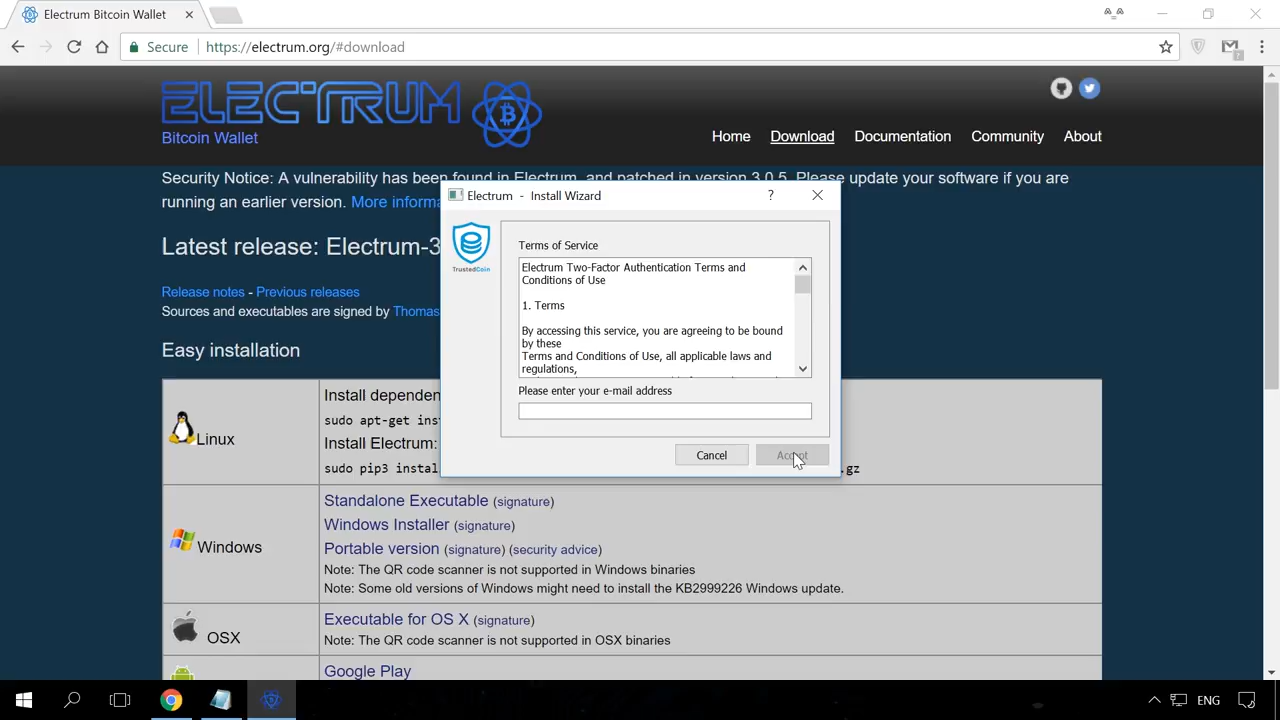 Electrum Bitcoin Wallet
Secure
https://electrum.org/#download
ELECTRUM
Bitcoin Wallet
Home Download Documentation Community About
Security Notice: A vulnerability has been found in Electrum, and patched in version 3.0.5. Please update your software if you are
running an earlier version. More informa
Electrum - Install Wizard
?
TrustedCoin
Terms of Service
Electrum Two-Factor Authentication Terms and
Conditions of Use
1. Terms
By accessing this service, you are agreeing to be bound
by these
Terms and Conditions of Use, all applicable laws and
regulations,
Please enter your e-mail address
Cancel Accept
Latest release: Electrum-3
Release notes - Previous releases
Sources and executables are signed by Thomas
Easy installation
Linux
Install dependen
sudo apt-get inst
Install Electrum:
sudo pip3 instal
.gz
Windows
Standalone Executable (signature)
Windows Installer (signature)
Portable version (signature) (security advice)
Note: The QR code scanner is not supported in Windows binaries
Note: Some old versions of Windows might need to install the KB2999226 Windows update.
OSX
Executable for OS X (signature)
Note: The QR code scanner is not supported in OSX binaries
Google Play
ENG